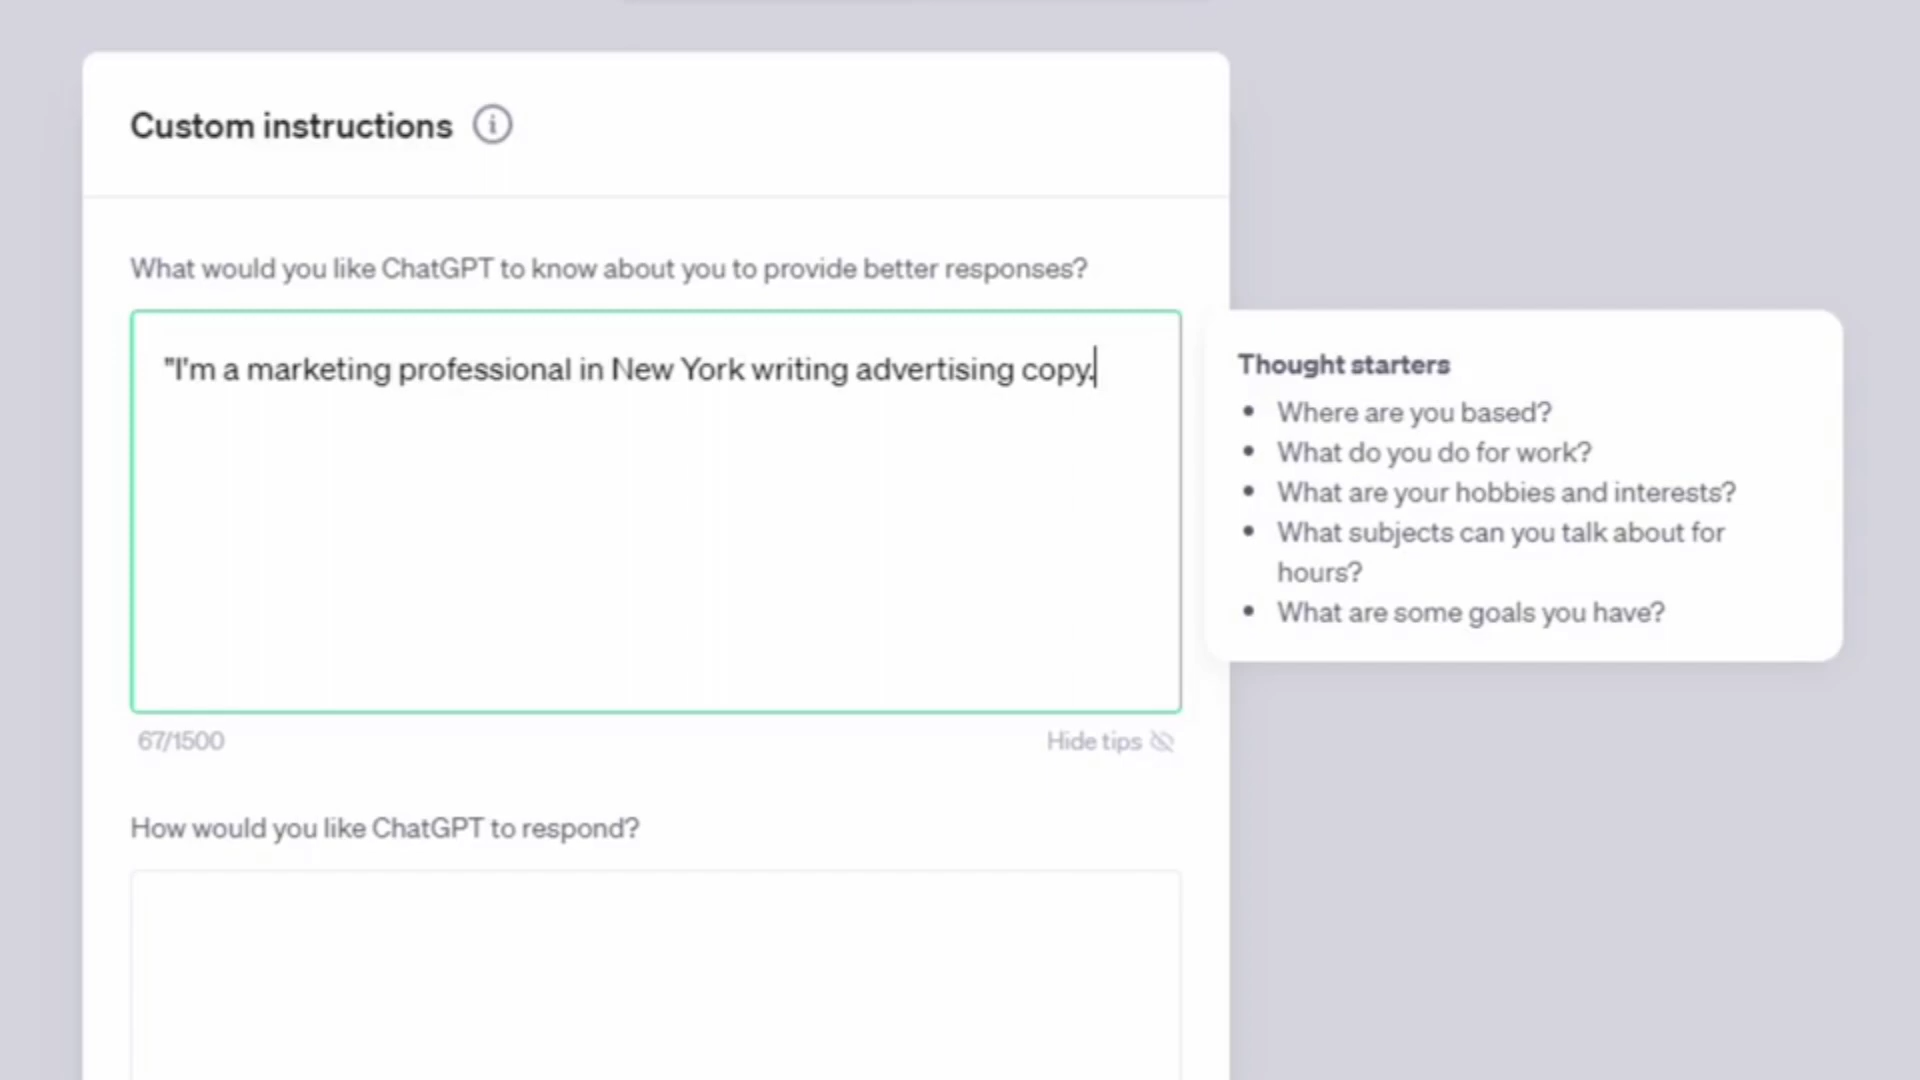 Custom instructions
What would you like ChatGPT to know about you to provide better responses?
"I'm a marketing professional in New York writing advertising copy.
67/1500
Hide tips
Thought starters
• Where are you based?
• What do you do for work?
• What are your hobbies and interests?
• What subjects can you talk about for
hours?
• What are some goals you have?
How would you like ChatGPT to respond?